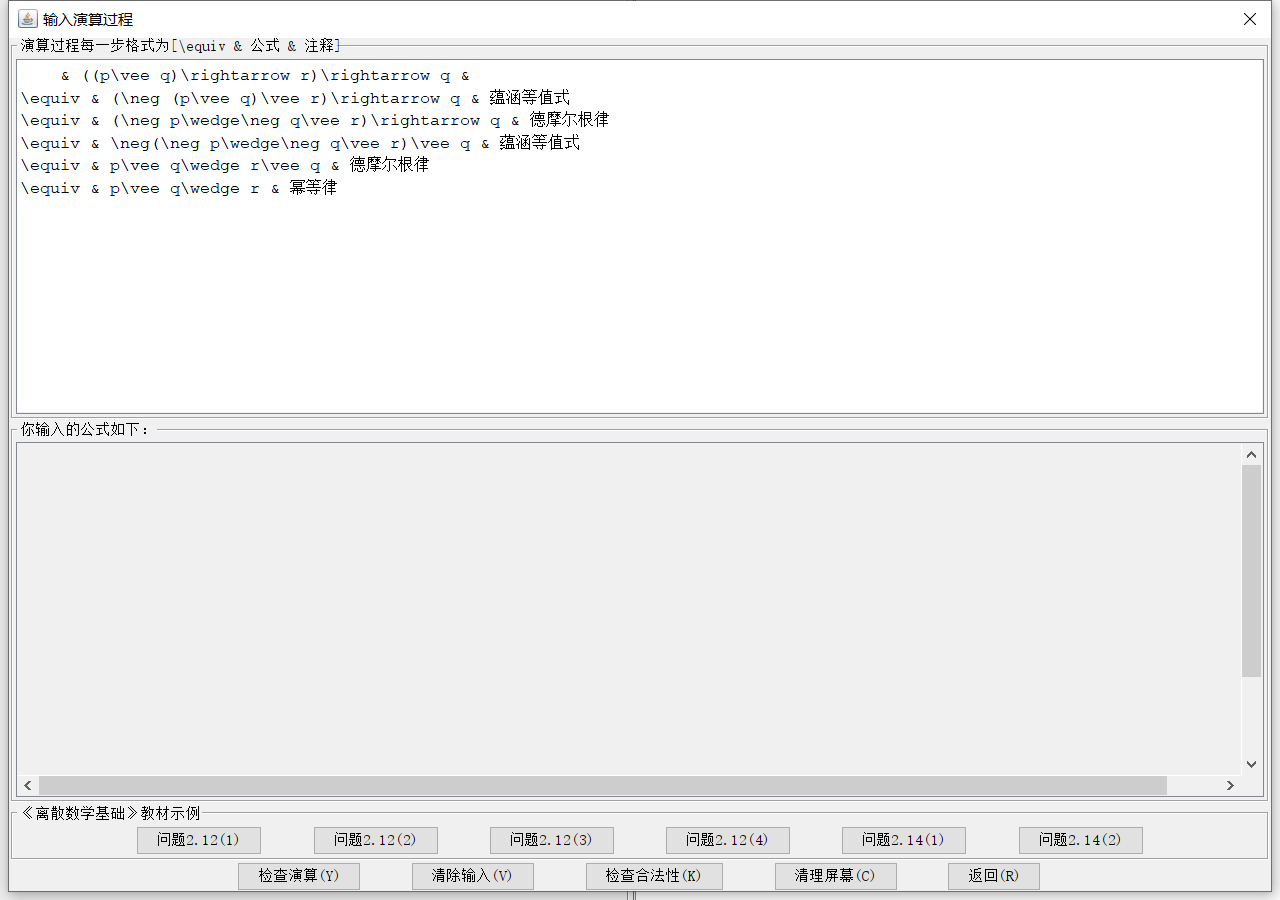 输入演算过程
演算过程每一步格式为[\equiv & 公式 & 注释]
& ((p\vee q)\rightarrow r)\rightarrow q &
\equiv & (\neg (p\vee q)\vee r)\rightarrow q & 蕴涵等值式
\equiv & (\neg p\wedge\neg q\vee r)\rightarrow q & 德摩尔根律
\equiv & \neg(\neg p\wedge\neg q\vee r)\vee q & 蕴涵等值式
\equiv & p\vee q\wedge r\vee q & 德摩尔根律
\equiv & p\vee q\wedge r & 幂等律
你输入的公式如下：
《离散数学基础》教材示例
问题2.12(1) 问题2.12(2) 问题2.12(3) 问题2.12(4) 问题2.14(1) 问题2.14(2)
检查演算(Y) 清除输入(V) 检查合法性(K) 清理屏幕(C) 返回(R)